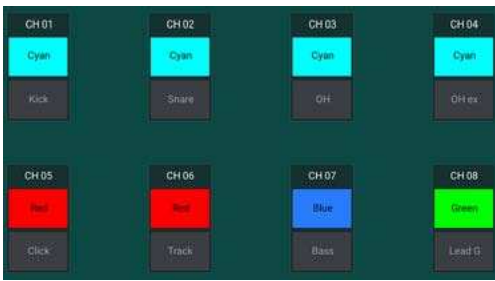 CH 01 CH 02 CH 03 CH 04
Cyan Cyan Cyan Cyan
Kick Snare OH OH ex
CH 05 CH 06 CH 07 CH 08
Red Red Blue Green
Click Track Bass Lead G